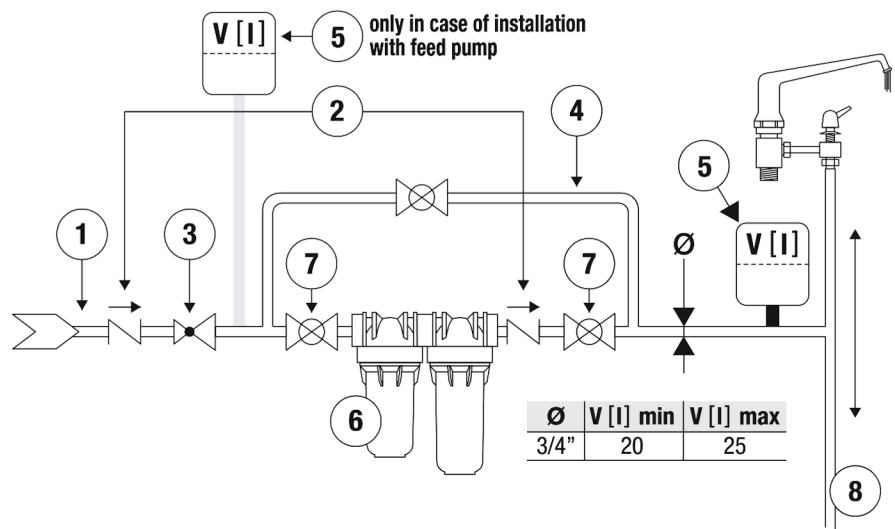 V [l]
5
only in case of installation
with feed pump
2
4
5
1
3
7
7
Ø
V [l]
6
Ø V [l] min V [l] max
3/4” 20 25
8